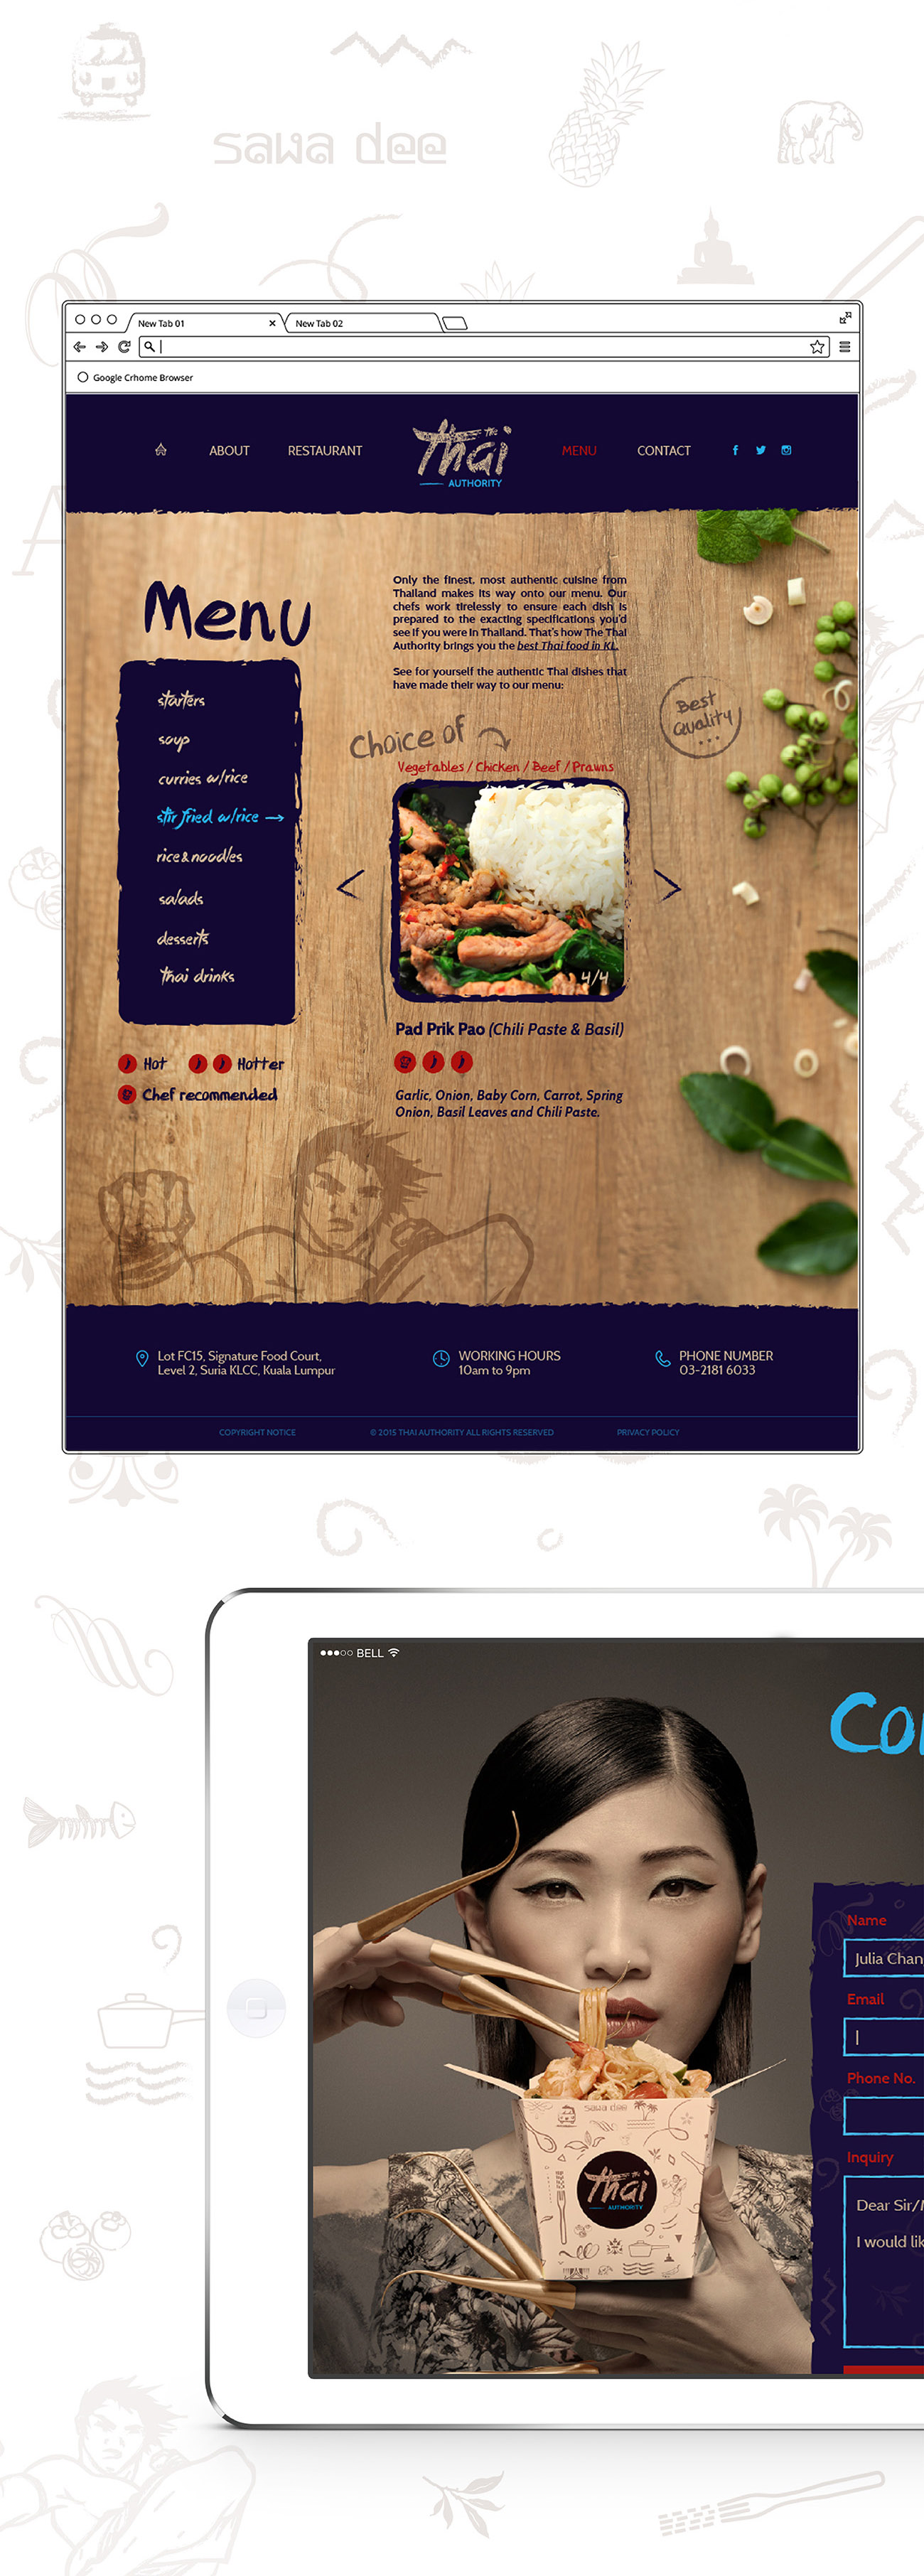 sawa dee
New Tab 01
New Tab 02
Google Crhome Browser
ABOUT
RESTAURANT
the Thai
AUTHORITY
MENU
CONTACT
Menu
starters
soup
curries w/rice
stir fried w/rice →
rice & noodles
salads
desserts
thai drinks
Hot
Hotter
Chef recommended
Only the finest, most authentic cuisine from
Thailand makes its way onto our menu. Our
chefs work tirelessly to ensure each dish is
prepared to the exacting specifications you'd
see if you were in Thailand. That's how The Thai
Authority brings you the best Thai food in KL.
See for yourself the authentic Thai dishes that
have made their way to our menu:
Choice of
Vegetables / Chicken / Beef / Prawns
Best
Quality
4/4
Pad Prik Pao (Chili Paste & Basil)
Garlic, Onion, Baby Corn, Carrot, Spring
Onion, Basil Leaves and Chili Paste.
Lot FC15, Signature Food Court,
Level 2, Suria KLCC, Kuala Lumpur
WORKING HOURS
10am to 9pm
PHONE NUMBER
03-2181 6033
COPYRIGHT NOTICE
© 2015 THAI AUTHORITY ALL RIGHTS RESERVED
PRIVACY POLICY
BELL
Co
Name
Julia Chan
Email
Phone No.
Inquiry
Dear Sir/
I would lik
sawa dee
the Thai
AUTHORITY